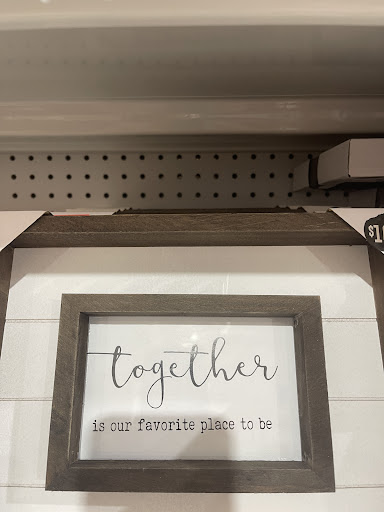 together
is our favorite place to be